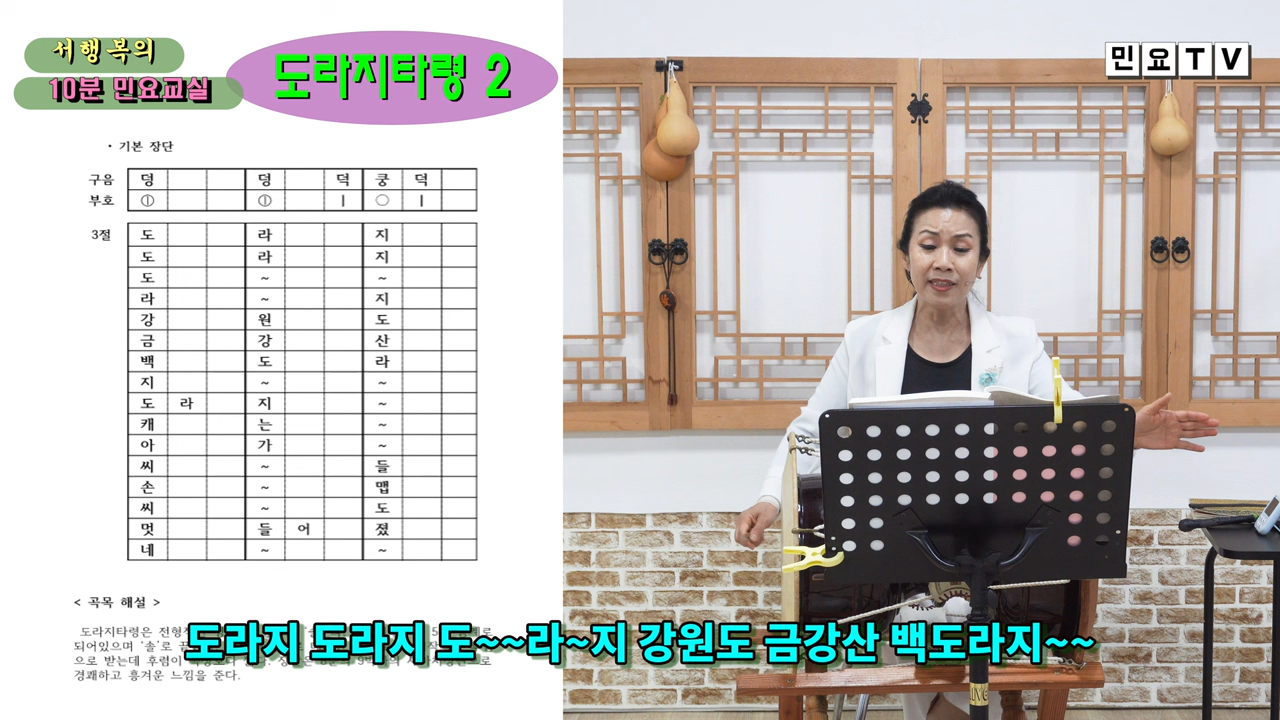 서행복의
10분 민요교실
도라지타령 2
민요TV
• 기본 장단
구음 덩 덩 덕 쿵 덕
부호 ⏀ ⏀ | ○ |
3절 도 라 지
도 라 지
도 ~ ~
라 ~ 지
강 원 도
금 강 산
백 도 라
지 ~ ~
도 라 지 ~
캐 는 ~
아 가 ~
씨 ~ 들
손 ~ 맵
씨 ~ 도
멋 들 어 졌
네 ~ ~
< 곡목 해설 >
도라지타령은
되어있으며 '솔'로
으로 받는데 후렴이
경쾌하고 흥겨운 느낌을 준다.
도라지 도라지 도~~라~지 강원도 금강산 백도라지~~